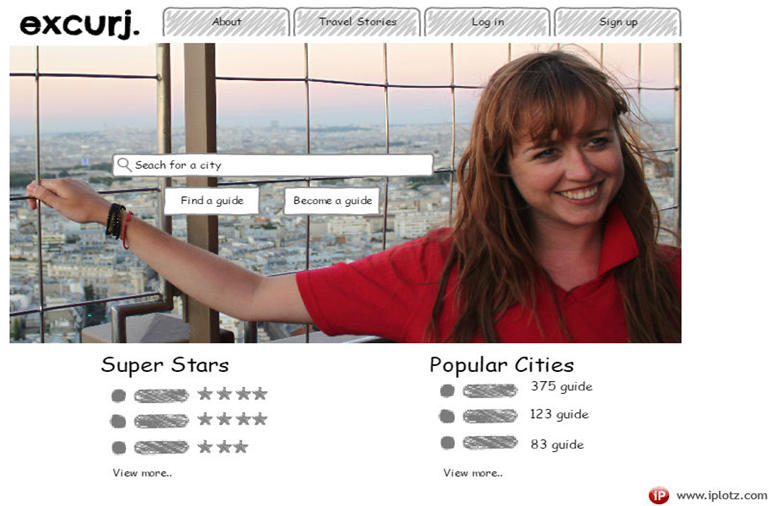 excurj.
About
Travel Stories
Log in
Sign up
Seach for a city
Find a guide
Become a guide
Super Stars
Popular Cities
375 guide
123 guide
83 guide
View more..
View more..
iP www.iplotz.com